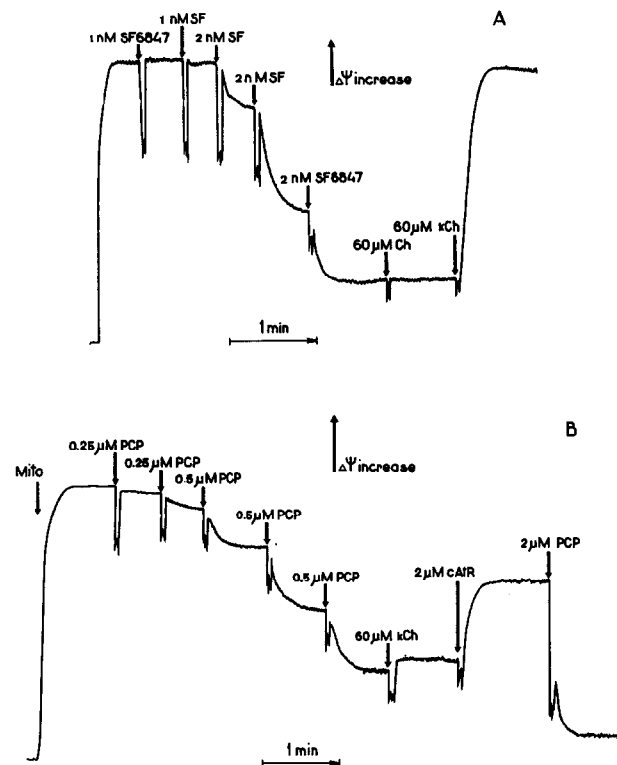 A
1 nM SF
1 nM SF6847
2 nM SF
ΔΨ increase
2 nM SF
2 nM SF6847
60 µM Ch
60 µM kCh
1 min
B
0.25 µM PCP
Mito
0.25 µM PCP
0.5 µM PCP
ΔΨ increase
0.5 µM PCP
0.5 µM PCP
2 µM cAtR
2 µM PCP
60 µM kCh
1 min